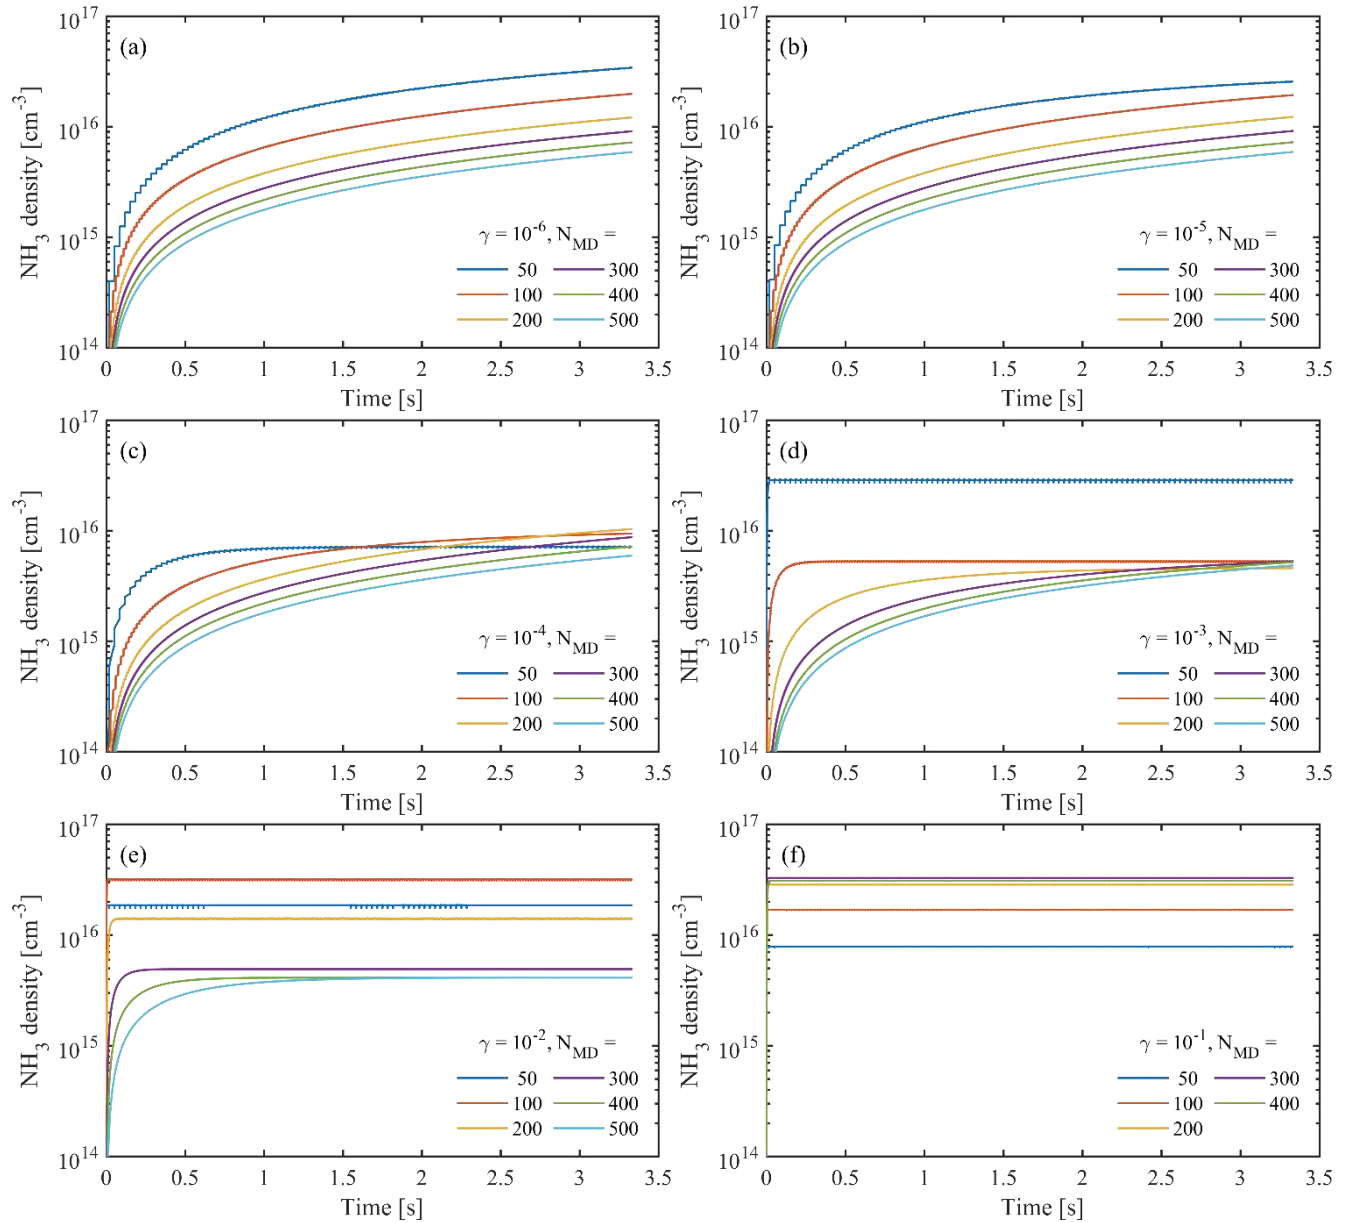 (a)
NH3 density [cm-3]
10^17
10^16
10^15
10^14
γ = 10^-6, N_MD =
50 300
100 400
200 500
0 0.5 1 1.5 2 2.5 3 3.5
Time [s]
(b)
NH3 density [cm-3]
10^17
10^16
10^15
10^14
γ = 10^-5, N_MD =
50 300
100 400
200 500
0 0.5 1 1.5 2 2.5 3 3.5
Time [s]
(c)
NH3 density [cm-3]
10^17
10^16
10^15
10^14
γ = 10^-4, N_MD =
50 300
100 400
200 500
0 0.5 1 1.5 2 2.5 3 3.5
Time [s]
(d)
NH3 density [cm-3]
10^17
10^16
10^15
10^14
γ = 10^-3, N_MD =
50 300
100 400
200 500
0 0.5 1 1.5 2 2.5 3 3.5
Time [s]
(e)
NH3 density [cm-3]
10^17
10^16
10^15
10^14
γ = 10^-2, N_MD =
50 300
100 400
200 500
0 0.5 1 1.5 2 2.5 3 3.5
Time [s]
(f)
NH3 density [cm-3]
10^17
10^16
10^15
10^14
γ = 10^-1, N_MD =
50 300
100 400
200
0 0.5 1 1.5 2 2.5 3 3.5
Time [s]